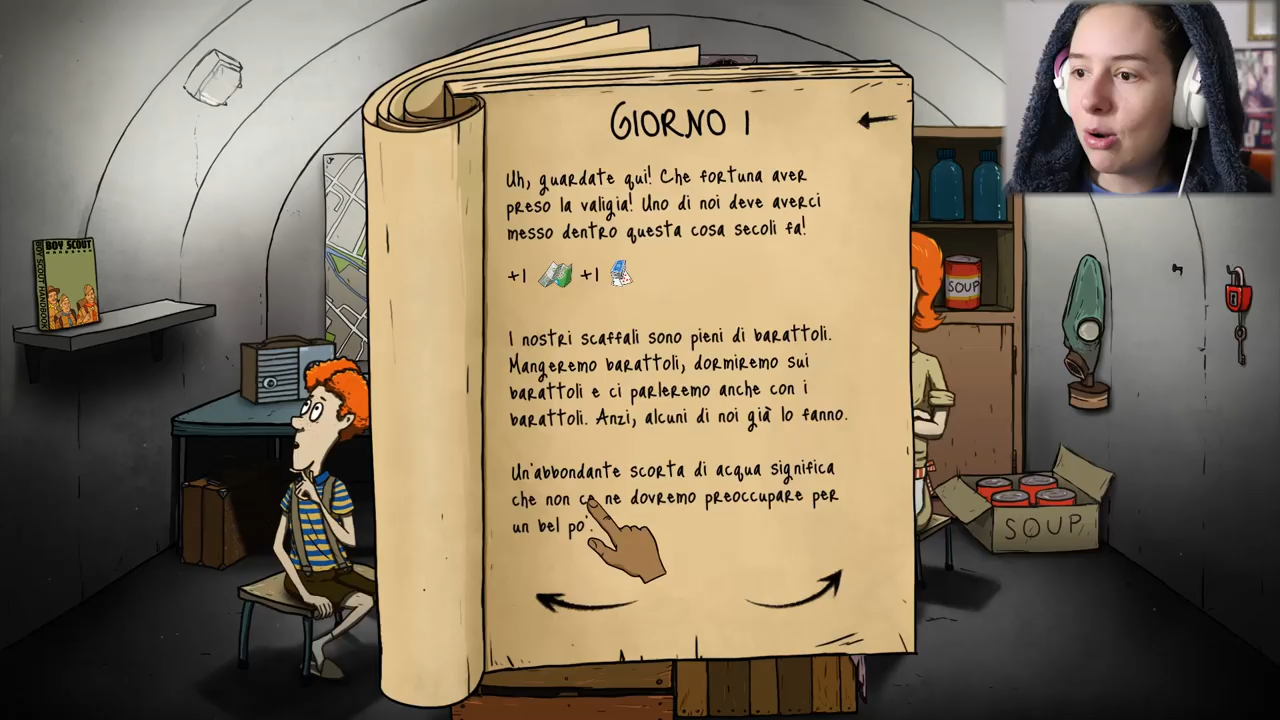 GIORNO 1
Uh, guardate qui! Che fortuna aver
preso la valigia! Uno di noi deve averci
messo dentro questa cosa secoli fa!
+1 +1
I nostri scaffali sono pieni di barattoli.
Mangeremo barattoli, dormiremo sui
barattoli e ci parleremo anche con i
barattoli. Anzi, alcuni di noi già lo fanno.
Un'abbondante scorta di acqua significa
che non ce ne dovremo preoccupare per
un bel po'.
BOY SCOUT
BOY SCOUT HANDBOOK
SOUP
SOUP